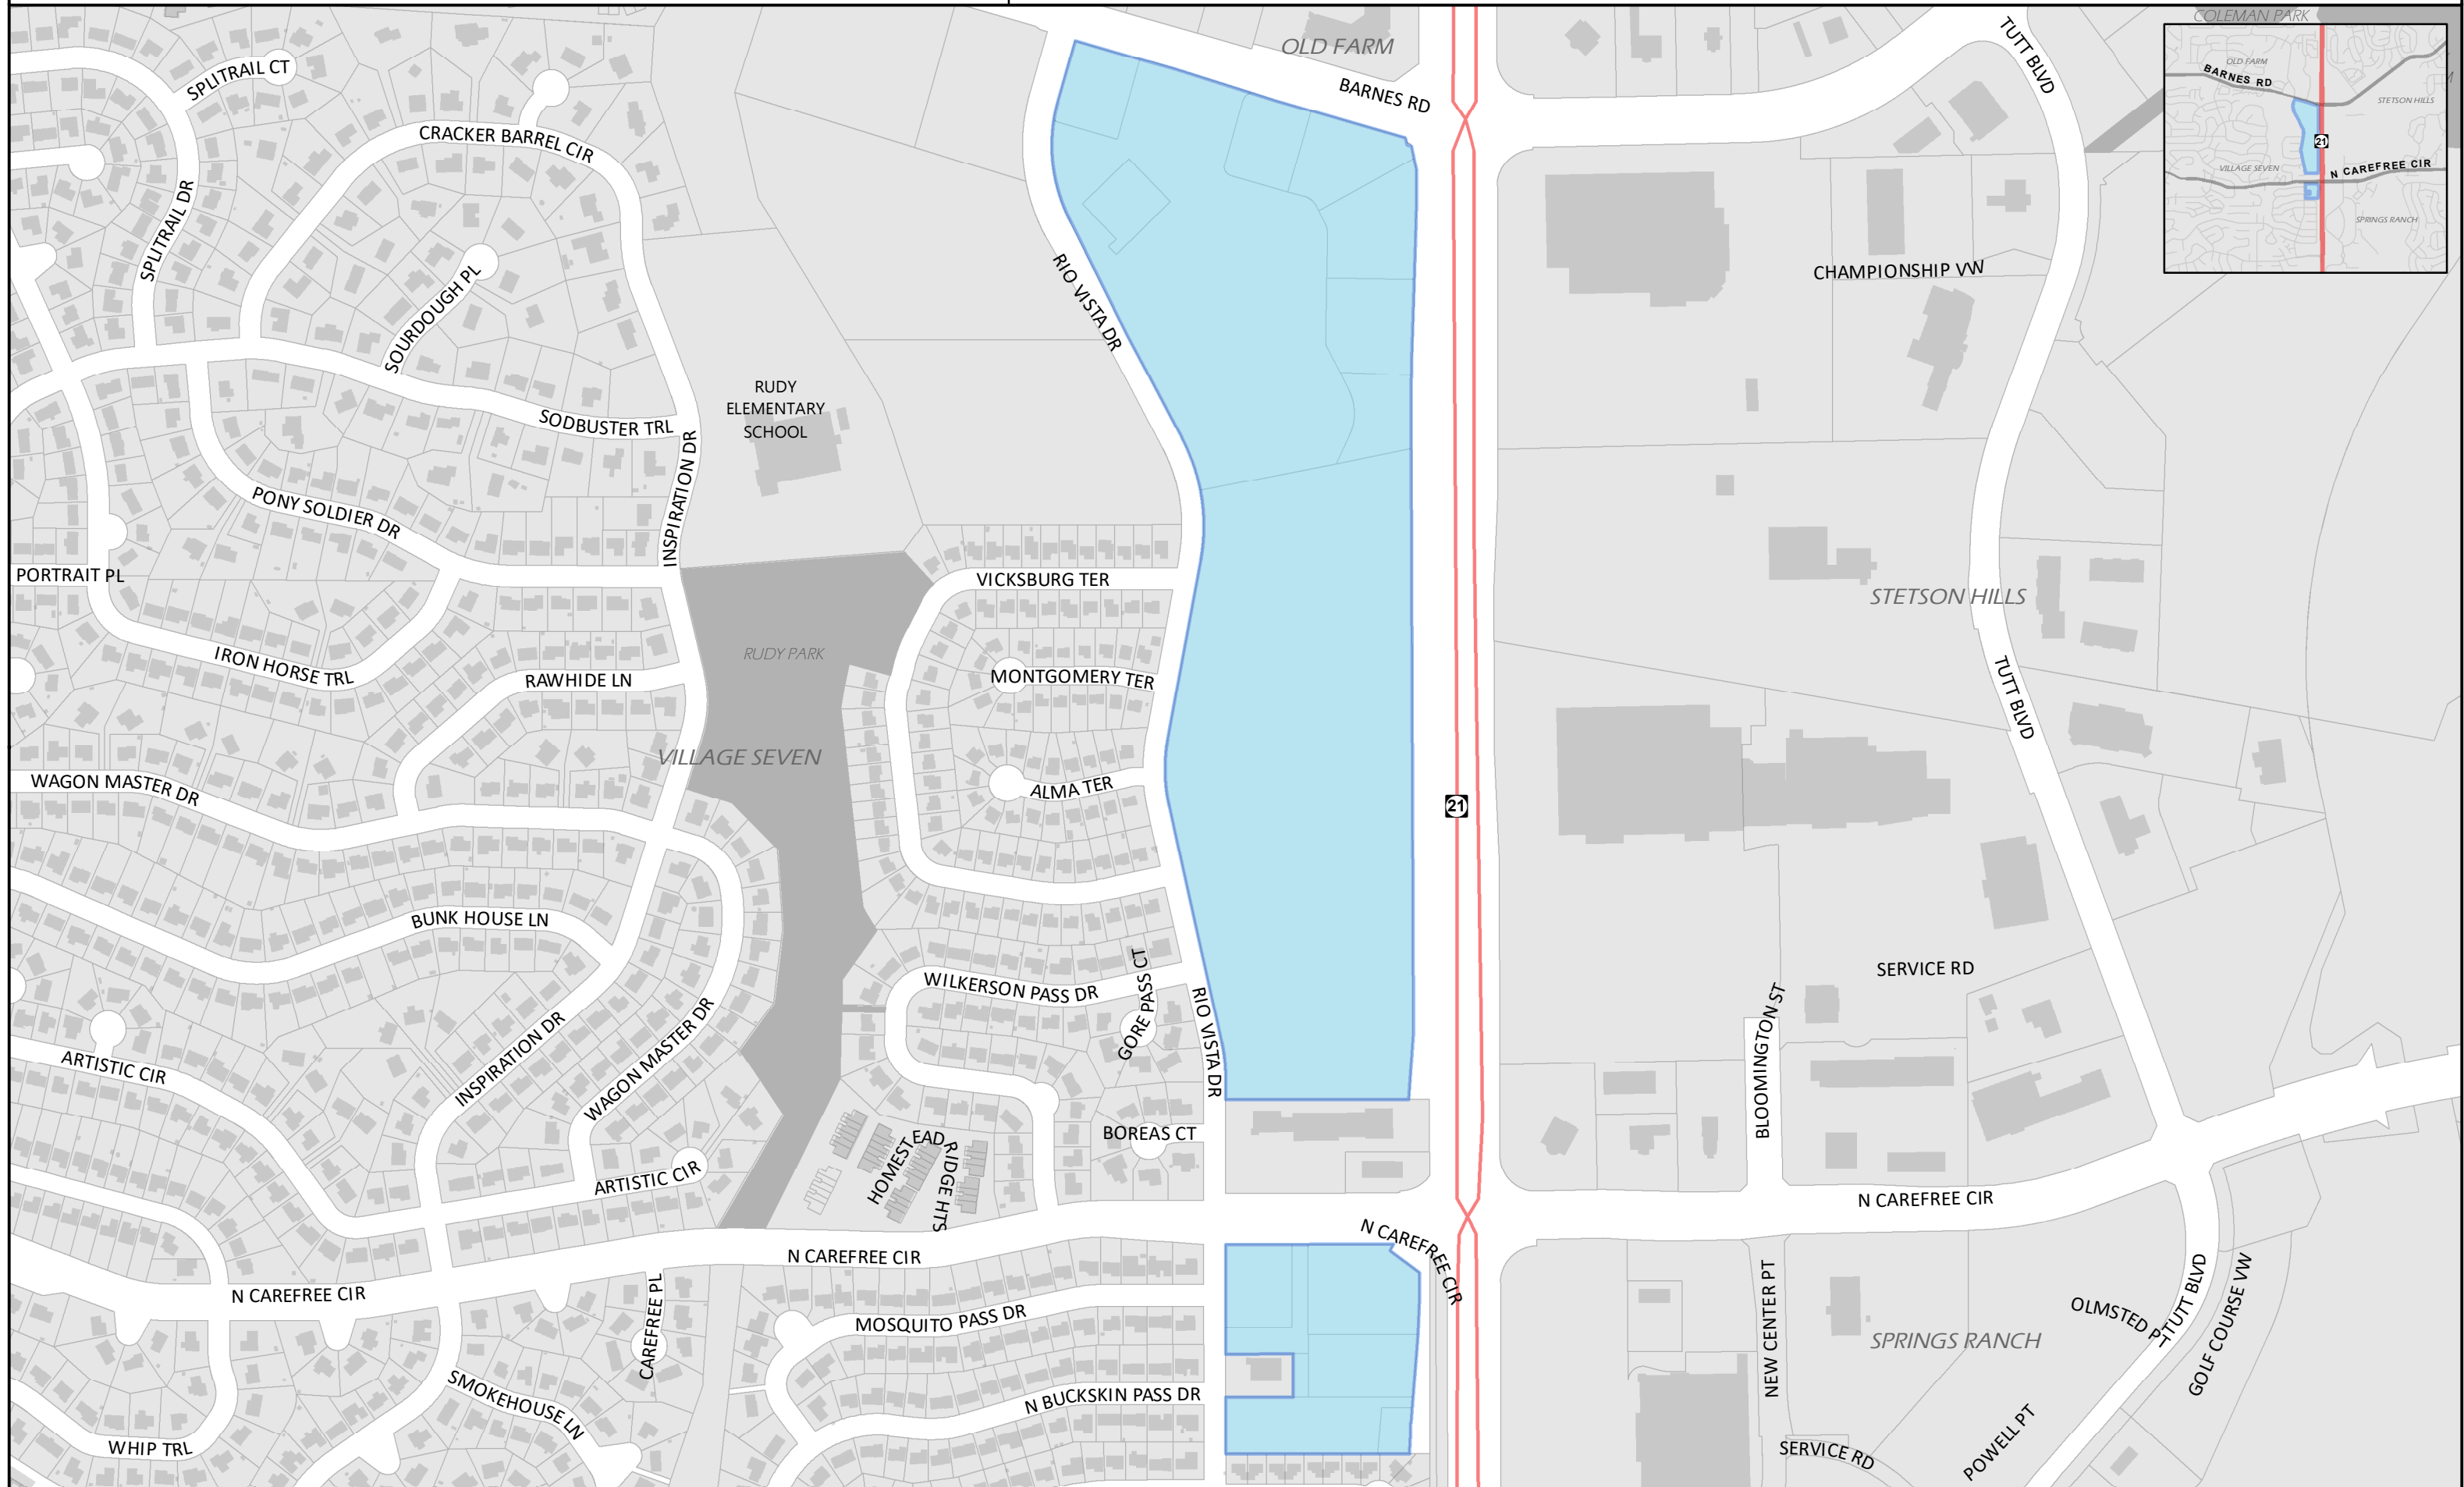 COLEMAN PARK
OLD FARM
BARNES RD
STETSON HILLS
21
VILLAGE SEVEN
N CAREFREE CIR
SPRINGS RANCH
OLD FARM
BARNES RD
TUTT BLVD
SPLITRAIL CT
CRACKER BARREL CIR
SPLITRAIL DR
SOURDOUGH PL
RIO VISTA DR
CHAMPIONSHIP VW
RUDY
ELEMENTARY
SCHOOL
SODBUSTER TRL
INSPIRATION DR
PONY SOLDIER DR
PORTRAIT PL
VICKSBURG TER
STETSON HILLS
IRON HORSE TRL
RUDY PARK
RAWHIDE LN
MONTGOMERY TER
TUTT BLVD
VILLAGE SEVEN
WAGON MASTER DR
ALMA TER
21
BUNK HOUSE LN
SERVICE RD
WILKERSON PASS DR
GORE PASS CT
RIO VISTA DR
BLOOMINGTON ST
ARTISTIC CIR
INSPIRATION DR
WAGON MASTER DR
BOREAS CT
HOMESTEAD
RIDGE HTS
ARTISTIC CIR
N CAREFREE CIR
N CAREFREE CIR
N CAREFREE CIR
N CAREFREE CIR
CAREFREE PL
MOSQUITO PASS DR
NEW CENTER PT
SPRINGS RANCH
OLMSTED PT
TUTT BLVD
GOLF COURSE VW
SMOKEHOUSE LN
N BUCKSKIN PASS DR
WHIP TRL
SERVICE RD
POWELL PT